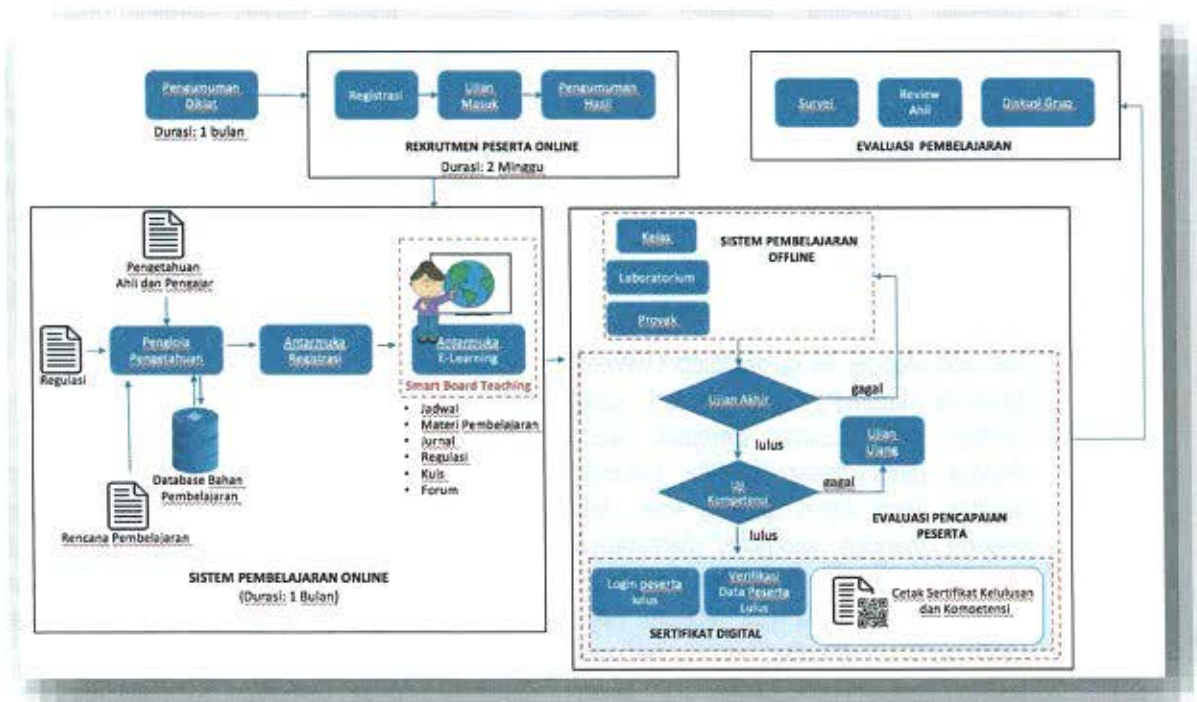 Pengumuman
Diklat
Durasi: 1 bulan
Registrasi
Ujian
Masuk
Pengumuman
Hasil
REKRUTMEN PESERTA ONLINE
Durasi: 2 Minggu
Survei
Review
Ahli
Diskusi Grup
EVALUASI PEMBELAJARAN
Pengetahuan
Ahli dan Pengajar
Regulasi
Pengelola
Pengetahuan
Antarmuka
Registrasi
Antarmuka
E-Learning
Smart Board Teaching
• Jadwal
• Materi Pembelajaran
• Jurnal
• Regulasi
• Kuis
• Forum
Database Bahan
Pembelajaran
Rencana Pembelajaran
SISTEM PEMBELAJARAN ONLINE
(Durasi: 1 Bulan)
Kelas
Laboratorium
Proyek
SISTEM PEMBELAJARAN
OFFLINE
Ujian Akhir
gagal
lulus
Ujian
Ulang
Uji
Kompetensi
gagal
lulus
EVALUASI PENCAPAIAN
PESERTA
Login peserta
lulus
Verifikasi
Data Peserta
Lulus
SERTIFIKAT DIGITAL
Cetak Sertifikat Kelulusan
dan Kompetensi